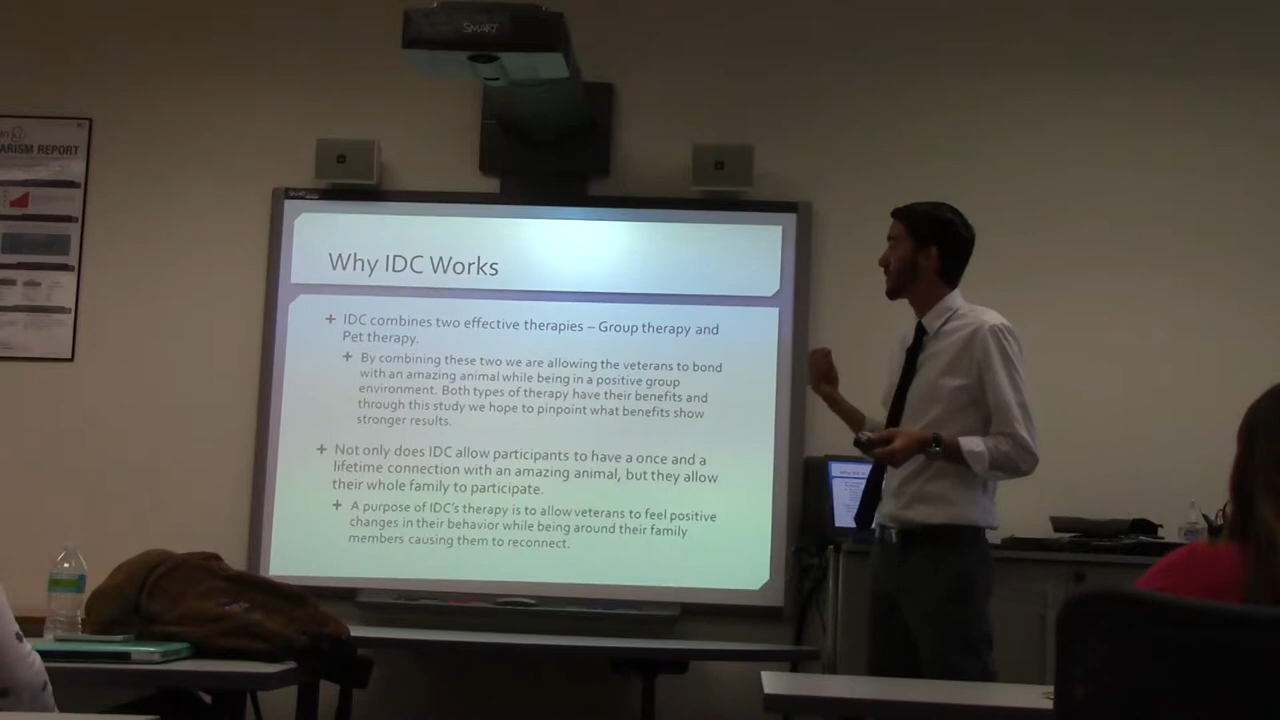 SMART
ARISM REPORT
Why IDC Works
IDC combines two effective therapies – Group therapy and
Pet therapy.
By combining these two we are allowing the veterans to bond
with an amazing animal while being in a positive group
environment. Both types of therapy have their benefits and
through this study we hope to pinpoint what benefits show
stronger results.
Not only does IDC allow participants to have a once and a
lifetime connection with an amazing animal, but they allow
their whole family to participate.
A purpose of IDC's therapy is to allow veterans to feel positive
changes in their behavior while being around their family
members causing them to reconnect.